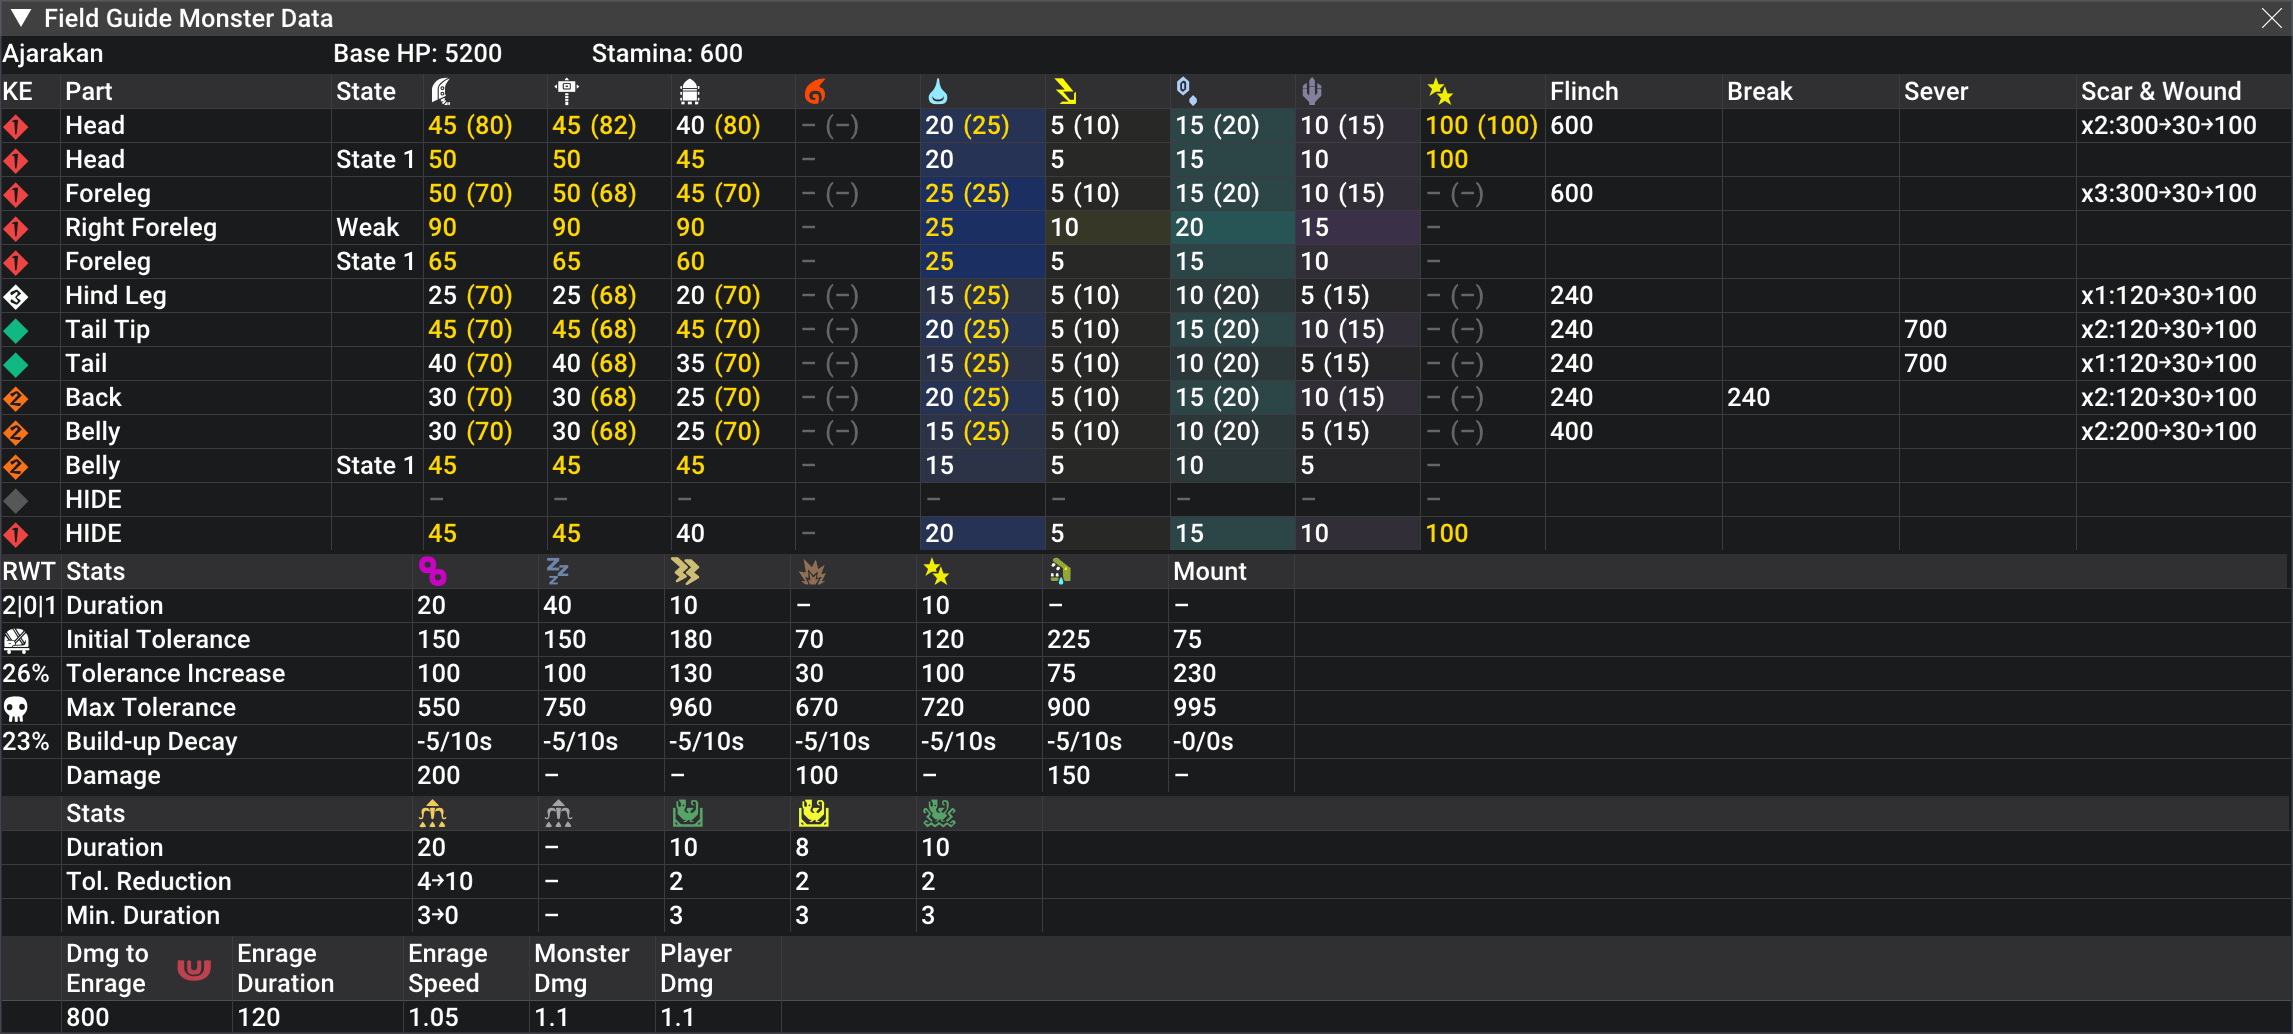 Field Guide Monster Data
Ajarakan Base HP: 5200 Stamina: 600
KE Part State Flinch Break Sever Scar & Wound
1 Head 45 (80) 45 (82) 40 (80) – (–) 20 (25) 5 (10) 15 (20) 10 (15) 100 (100) 600 x2:300→30→100
1 Head State 1 50 50 45 – 20 5 15 10 100
1 Foreleg 50 (70) 50 (68) 45 (70) – (–) 25 (25) 5 (10) 15 (20) 10 (15) – (–) 600 x3:300→30→100
1 Right Foreleg Weak 90 90 90 – 25 10 20 15 –
1 Foreleg State 1 65 65 60 – 25 5 15 10 –
3 Hind Leg 25 (70) 25 (68) 20 (70) – (–) 15 (25) 5 (10) 10 (20) 5 (15) – (–) 240 x1:120→30→100
Tail Tip 45 (70) 45 (68) 45 (70) – (–) 20 (25) 5 (10) 15 (20) 10 (15) – (–) 240 700 x2:120→30→100
Tail 40 (70) 40 (68) 35 (70) – (–) 15 (25) 5 (10) 10 (20) 5 (15) – (–) 240 700 x1:120→30→100
2 Back 30 (70) 30 (68) 25 (70) – (–) 20 (25) 5 (10) 15 (20) 10 (15) – (–) 240 240 x2:120→30→100
2 Belly 30 (70) 30 (68) 25 (70) – (–) 15 (25) 5 (10) 10 (20) 5 (15) – (–) 400 x2:200→30→100
2 Belly State 1 45 45 45 – 15 5 10 5 –
HIDE – – – – – – – – –
1 HIDE 45 45 40 – 20 5 15 10 100
RWT Stats Mount
2|0|1 Duration 20 40 10 – 10 – –
Initial Tolerance 150 150 180 70 120 225 75
26% Tolerance Increase 100 100 130 30 100 75 230
Max Tolerance 550 750 960 670 720 900 995
23% Build-up Decay -5/10s -5/10s -5/10s -5/10s -5/10s -5/10s -0/0s
Damage 200 – – 100 – 150 –
Stats
Duration 20 – 10 8 10
Tol. Reduction 4→10 – 2 2 2
Min. Duration 3→0 – 3 3 3
Dmg to Enrage Enrage Monster Player
Enrage Duration Speed Dmg Dmg
800 120 1.05 1.1 1.1